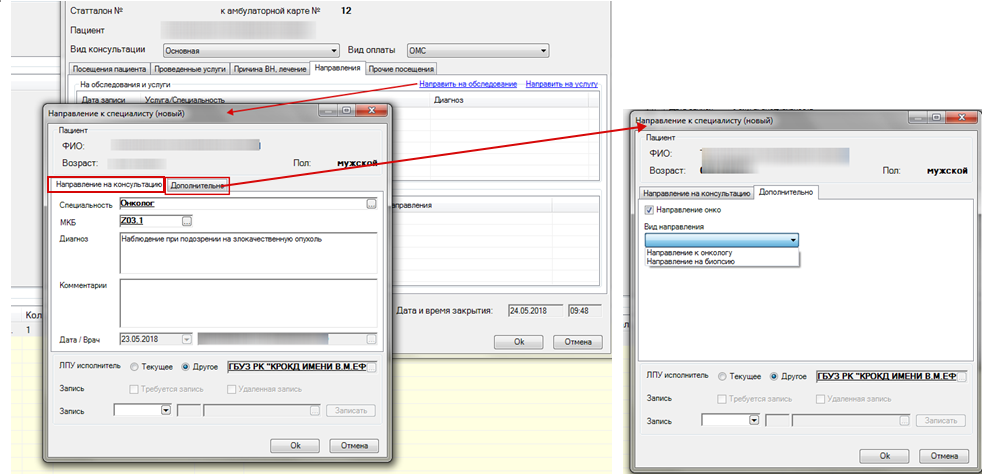 Статталон № к амбулаторной карте № 12
Пациент
Вид консультации Основная Вид оплаты ОМС
Посещения пациента Проведенные услуги Причина ВН, лечение Направления Прочие посещения
На обследования и услуги Направить на обследование Направить на услугу
Дата записи Услуга/Специальность Диагноз
аправления
Дата и время закрытия: 24.05.2018 09:48
Ok Отмена
Кол
1
Направление к специалисту (новый)
Пациент
ФИО:
Возраст: Пол: мужской
Направление на консультацию Дополнительно
Специальность Онколог
МКБ Z03.1
Диагноз Наблюдение при подозрении на злокачественную опухоль
Комментарии
Дата / Врач 23.05.2018
ЛПУ исполнитель Текущее Другое ГБУЗ РК "КРОКД ИМЕНИ В.М.ЕФ
Запись Требуется запись Удаленная запись
Запись Записать
Ok Отмена
Направление к специалисту (новый)
Пациент
ФИО:
Возраст: Пол: мужской
Направление на консультацию Дополнительно
Направление онко
Вид направления
Направление к онкологу
Направление на биопсию
ЛПУ исполнитель Текущее Другое ГБУЗ РК "КРОКД ИМЕНИ В.М.ЕФ
Запись Требуется запись Удаленная запись
Запись Записать
Ok Отмена